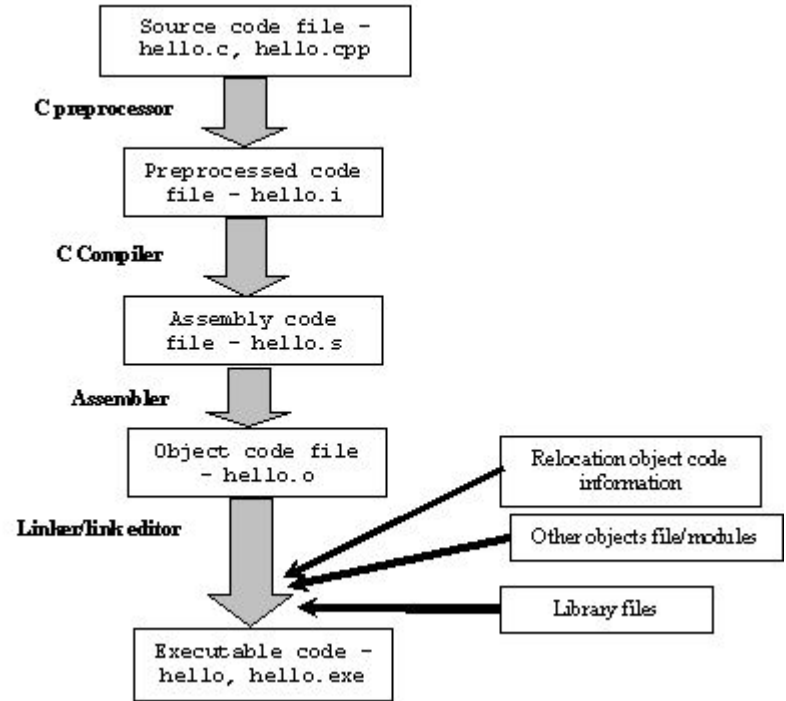 Source code file -
hello.c, hello.cpp
C preprocessor
Preprocessed code
file - hello.i
C Compiler
Assembly code
file - hello.s
Assembler
Object code file
- hello.o
Relocation object code
information
Linker/link editor
Other objects file/modules
Library files
Executable code -
hello, hello.exe